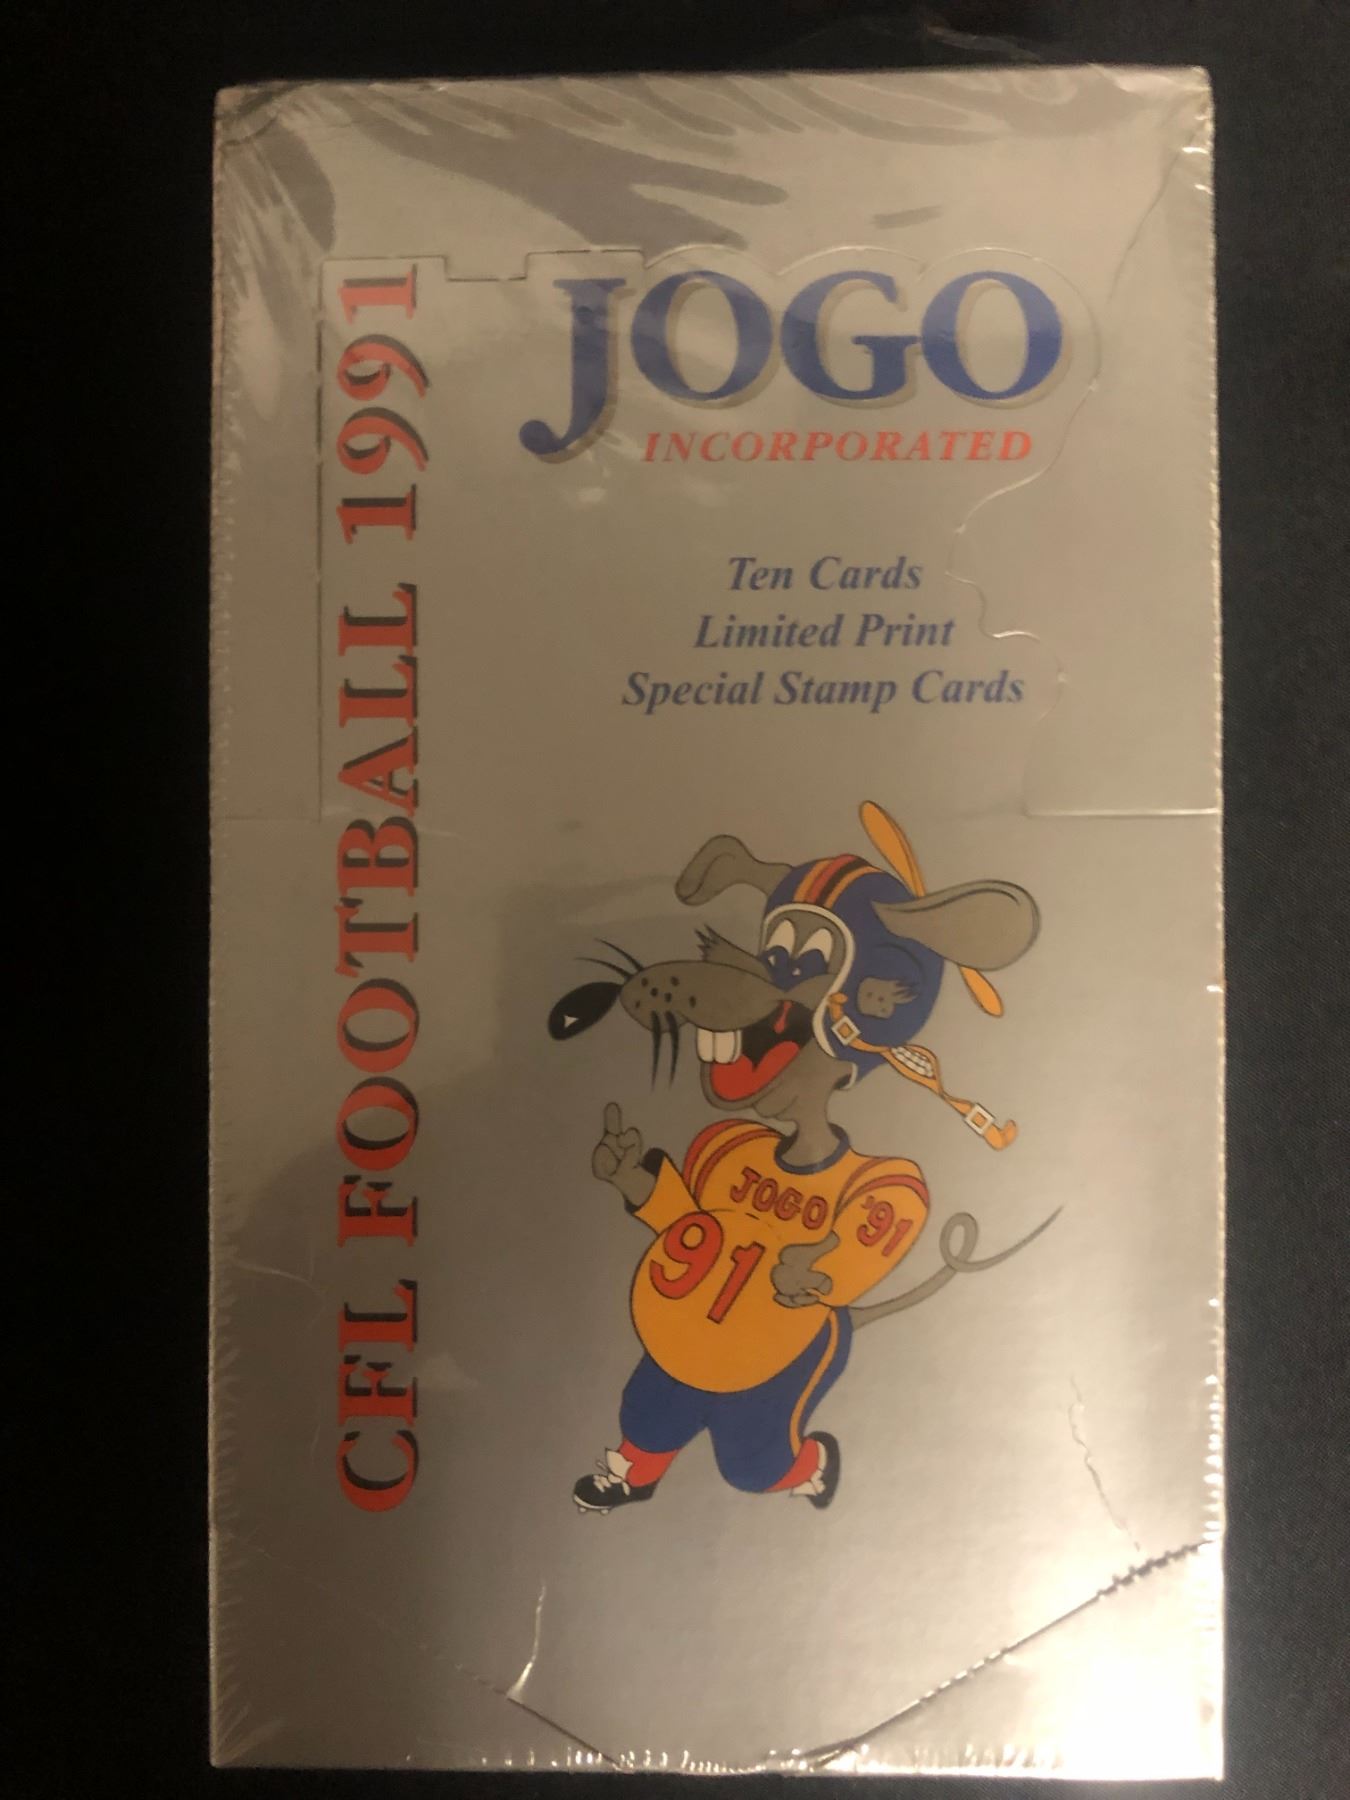 JOGO
INCORPORATED
CFL FOOTBALL 1991
Ten Cards
Limited Print
Special Stamp Cards
JOGO
'91
91